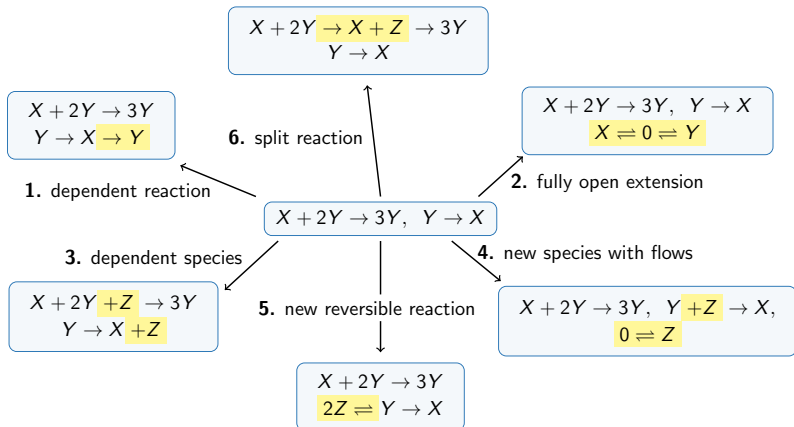 X + 2Y → X + Z → 3Y
Y → X
X + 2Y → 3Y
Y → X → Y
6. split reaction
X + 2Y → 3Y, Y → X
X ⇌ 0 ⇌ Y
1. dependent reaction
2. fully open extension
X + 2Y → 3Y, Y → X
3. dependent species
4. new species with flows
X + 2Y +Z → 3Y
Y → X +Z
5. new reversible reaction
X + 2Y → 3Y, Y +Z → X,
0 ⇌ Z
X + 2Y → 3Y
2Z ⇌ Y → X